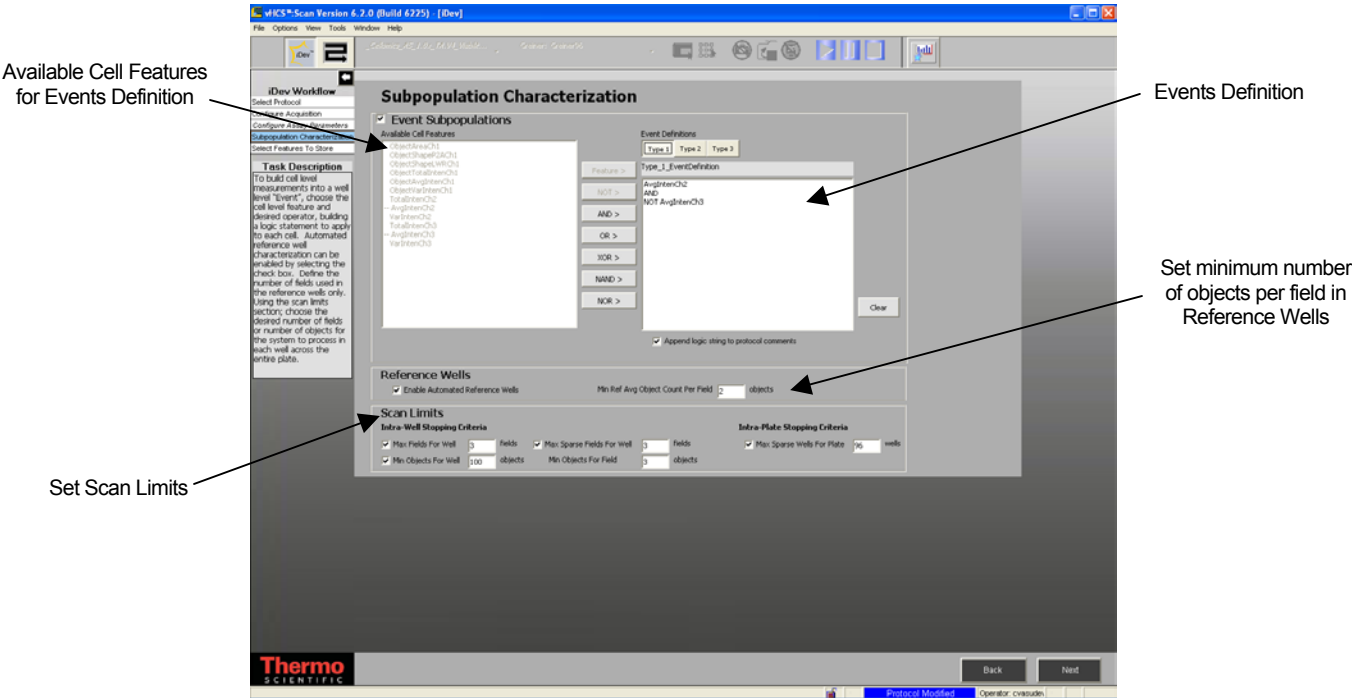 vHCS™:Scan Version 6.2.0 (Build 6225) - [iDev]
File Options View Tools Window Help
iDev™
Available Cell Features
for Events Definition
Events Definition
Set minimum number
of objects per field in
Reference Wells
Set Scan Limits
iDev Workflow
Select Protocol
Configure Acquisition
Configure Assay Parameters
Subpopulation Characterization
Select Features To Store
Task Description
To build cell level
measurements into a well
level "Event", choose the
cell level feature and
desired operator, building
a logic statement to apply
to each cell. Automated
reference well
characterization can be
enabled by selecting the
check box. Define the
number of fields used in
the reference wells only.
Using the scan limits
section; choose the
desired number of fields
or number of objects for
the system to process in
each well across the
entire plate.
Subpopulation Characterization
Event Subpopulations
Available Cell Features
ObjectAreaCh1
ObjectShapeP2ACh1
ObjectShapeLWRCh1
ObjectTotalIntenCh1
ObjectAvgIntenCh1
ObjectVarIntenCh1
TotalIntenCh2
-- AvgIntenCh2
VarIntenCh2
TotalIntenCh3
-- AvgIntenCh3
VarIntenCh3
Feature >
NOT >
AND >
OR >
XOR >
NAND >
NOR >
Event Definitions
Type 1 Type 2 Type 3
Type_1_EventDefinition
AvgIntenCh2
AND
NOT AvgIntenCh3
Clear
Append logic string to protocol comments
Reference Wells
Enable Automated Reference Wells Min Ref Avg Object Count Per Field 2 objects
Scan Limits
Intra-Well Stopping Criteria Intra-Plate Stopping Criteria
Max Fields For Well 3 fields Max Sparse Fields For Well 3 fields Max Sparse Wells For Plate 96 wells
Min Objects For Well 100 objects Min Objects For Field 3 objects
Thermo
SCIENTIFIC
Back Next
Protocol Modified Operator: cvasudev